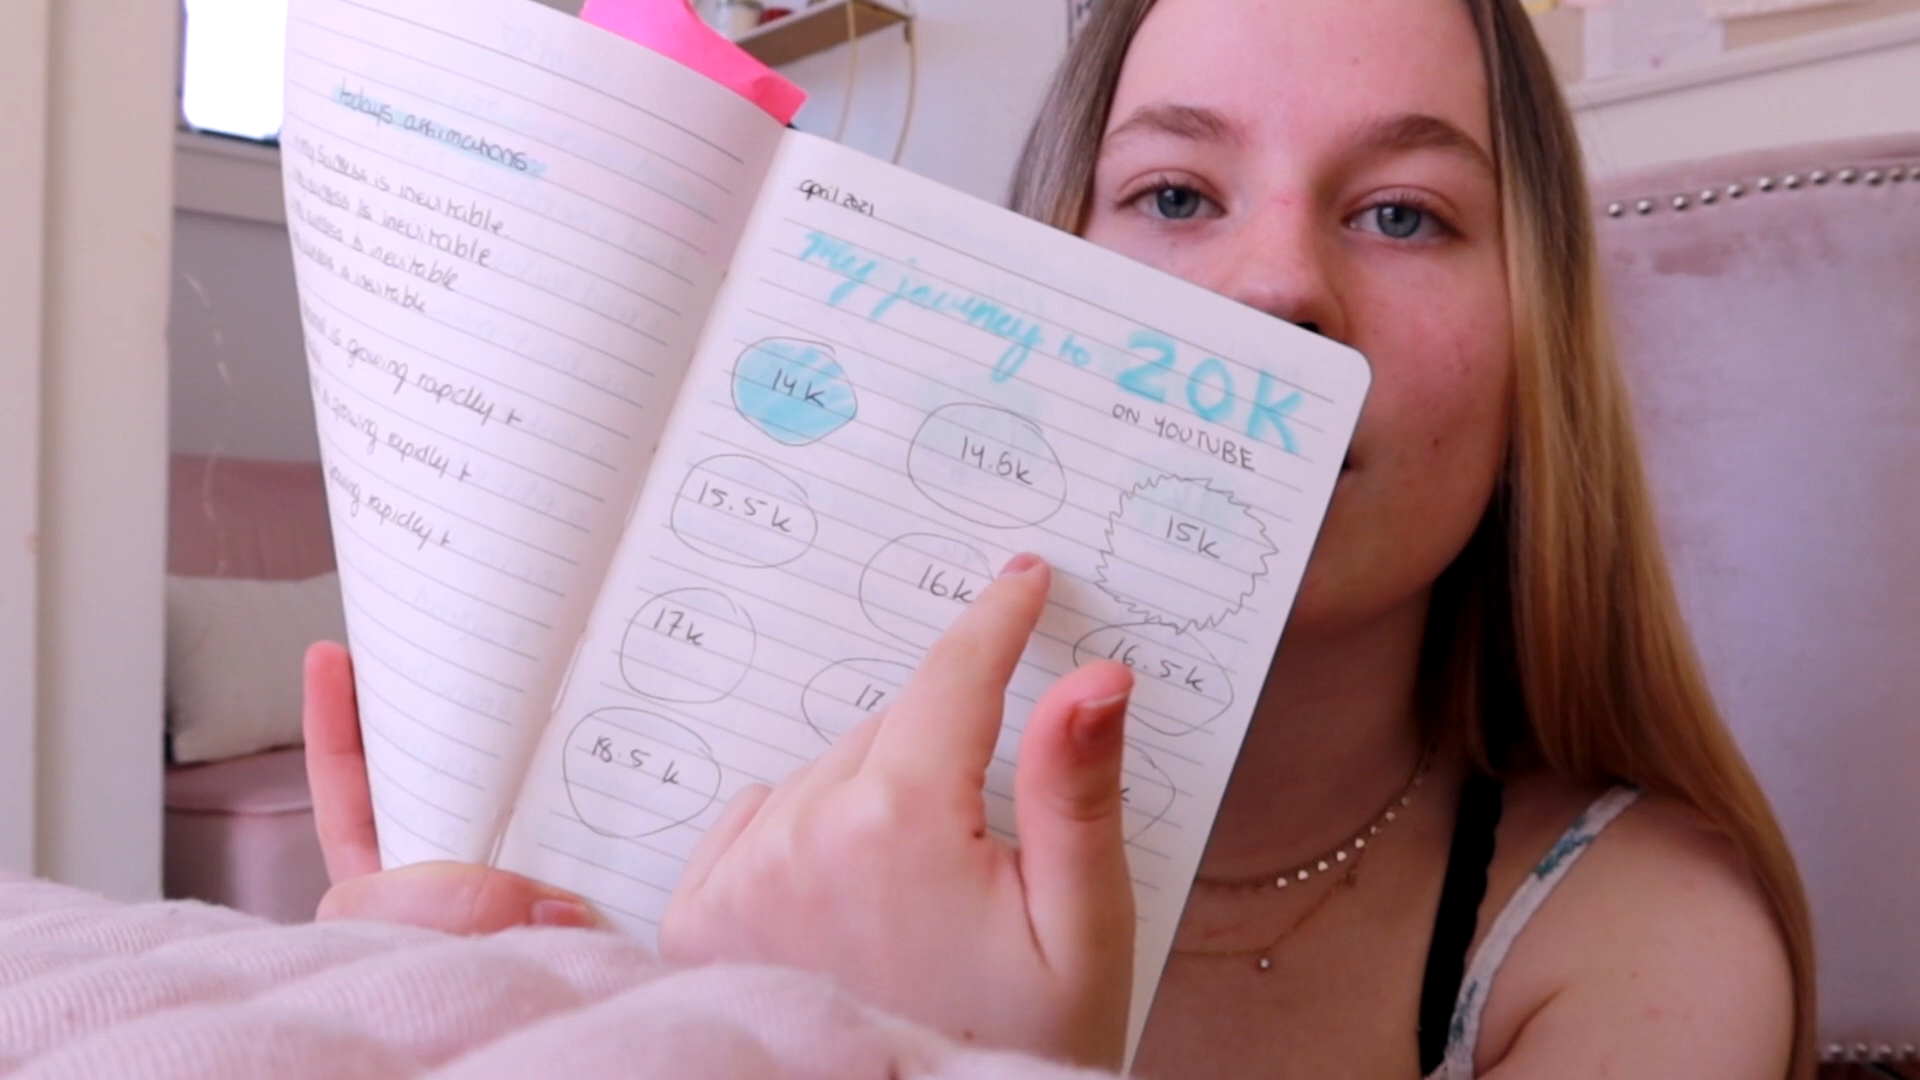 todays affirmations
my success is inevitable.
my success is inevitable.
my success is inevitable
my success is inevitable
is growing rapidly +
growing rapidly +
growing rapidly +
april 2021
my journey to 20K
ON YOUTUBE
14k
14.5k
15k
15.5k
16k
16.5k
17k
17
18.5k
k